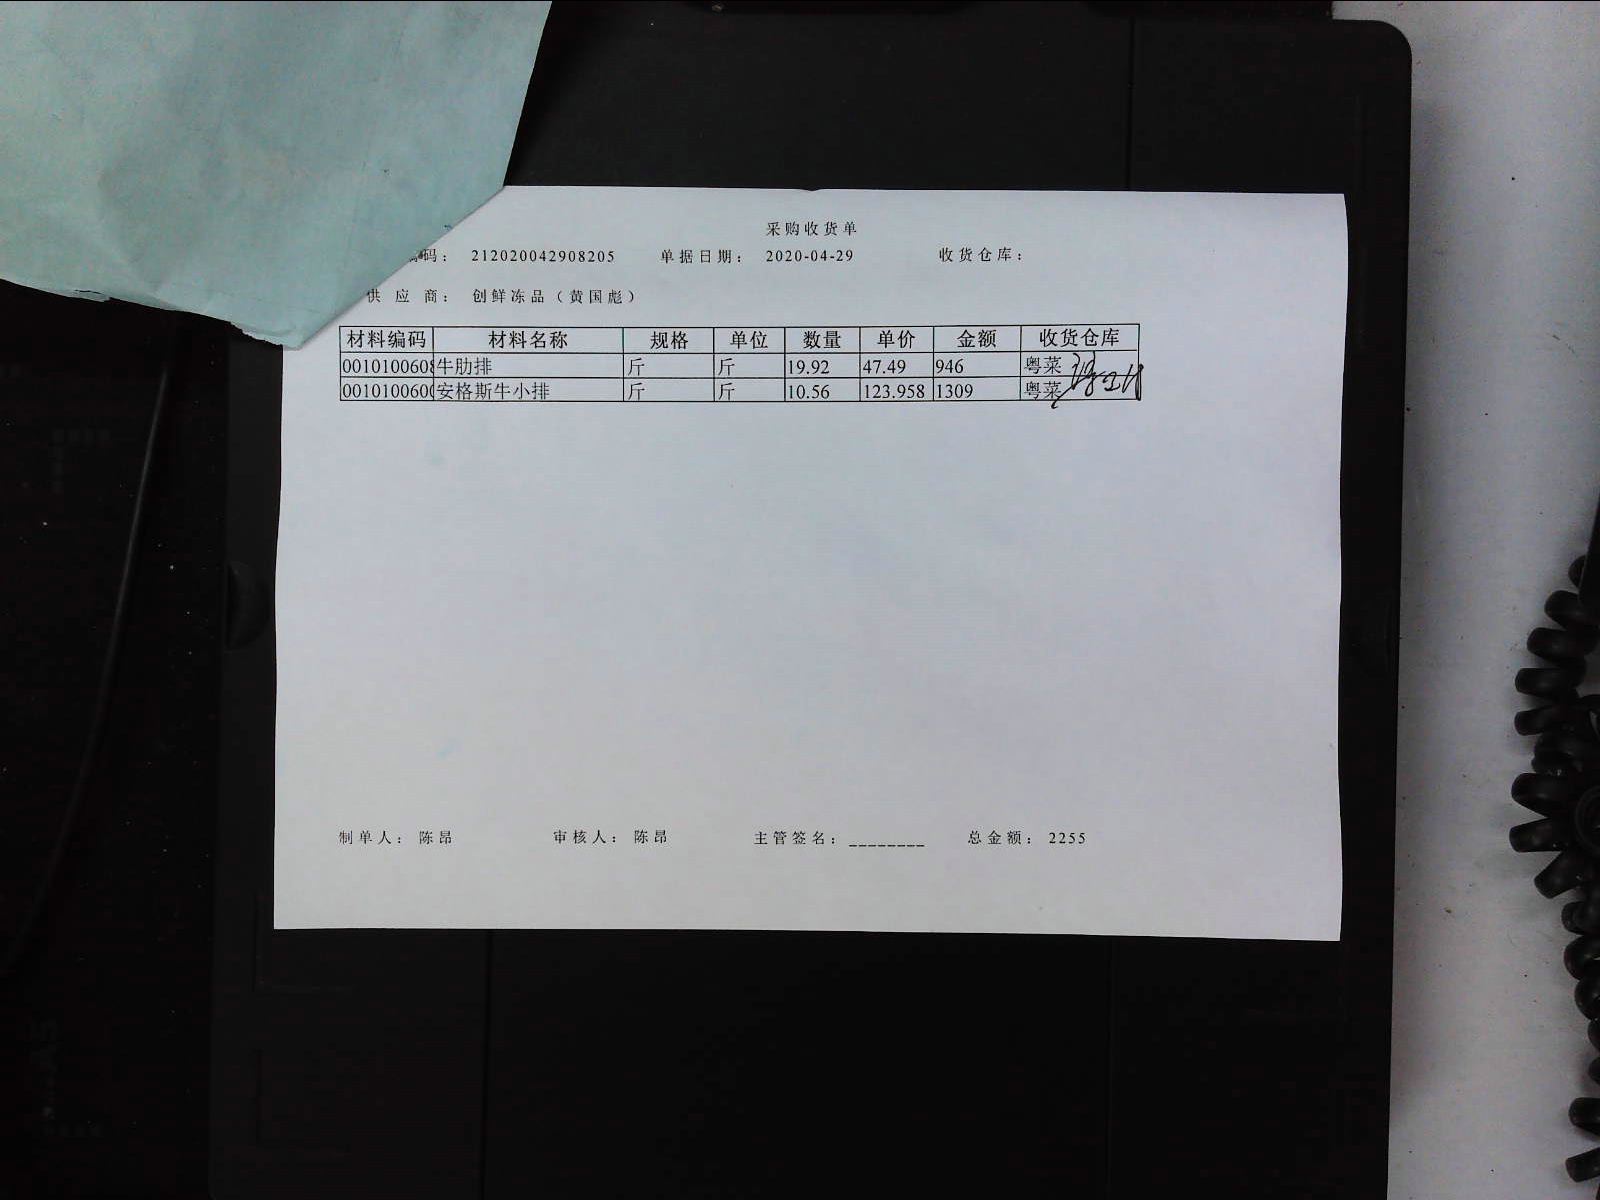 采购收货单
编码： 212020042908205 单据日期： 2020-04-29 收货仓库：
供应商： 创鲜冻品（黄国彪）
材料编码 材料名称 规格 单位 数量 单价 金额 收货仓库
0010100608 牛肋排 斤 斤 19.92 47.49 946 粤菜
001010060 安格斯牛小排 斤 斤 10.56 123.958 1309 粤菜
制单人： 陈昂 审核人： 陈昂 主管签名：________ 总金额： 2255